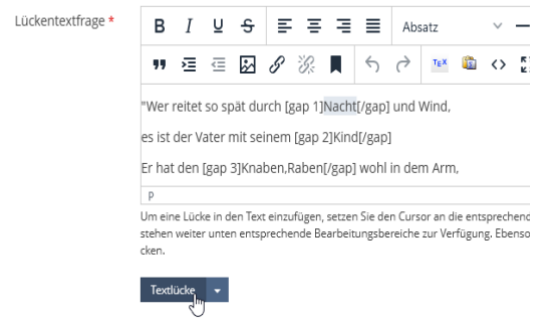 Lückentextfrage *
B I U S Absatz
TEX
"Wer reitet so spät durch [gap 1]Nacht[/gap] und Wind,
es ist der Vater mit seinem [gap 2]Kind[/gap]
Er hat den [gap 3]Knaben,Raben[/gap] wohl in dem Arm,
P
Um eine Lücke in den Text einzufügen, setzen Sie den Cursor an die entsprechend
stehen weiter unten entsprechende Bearbeitungsbereiche zur Verfügung. Ebenso
cken.
Textlücke